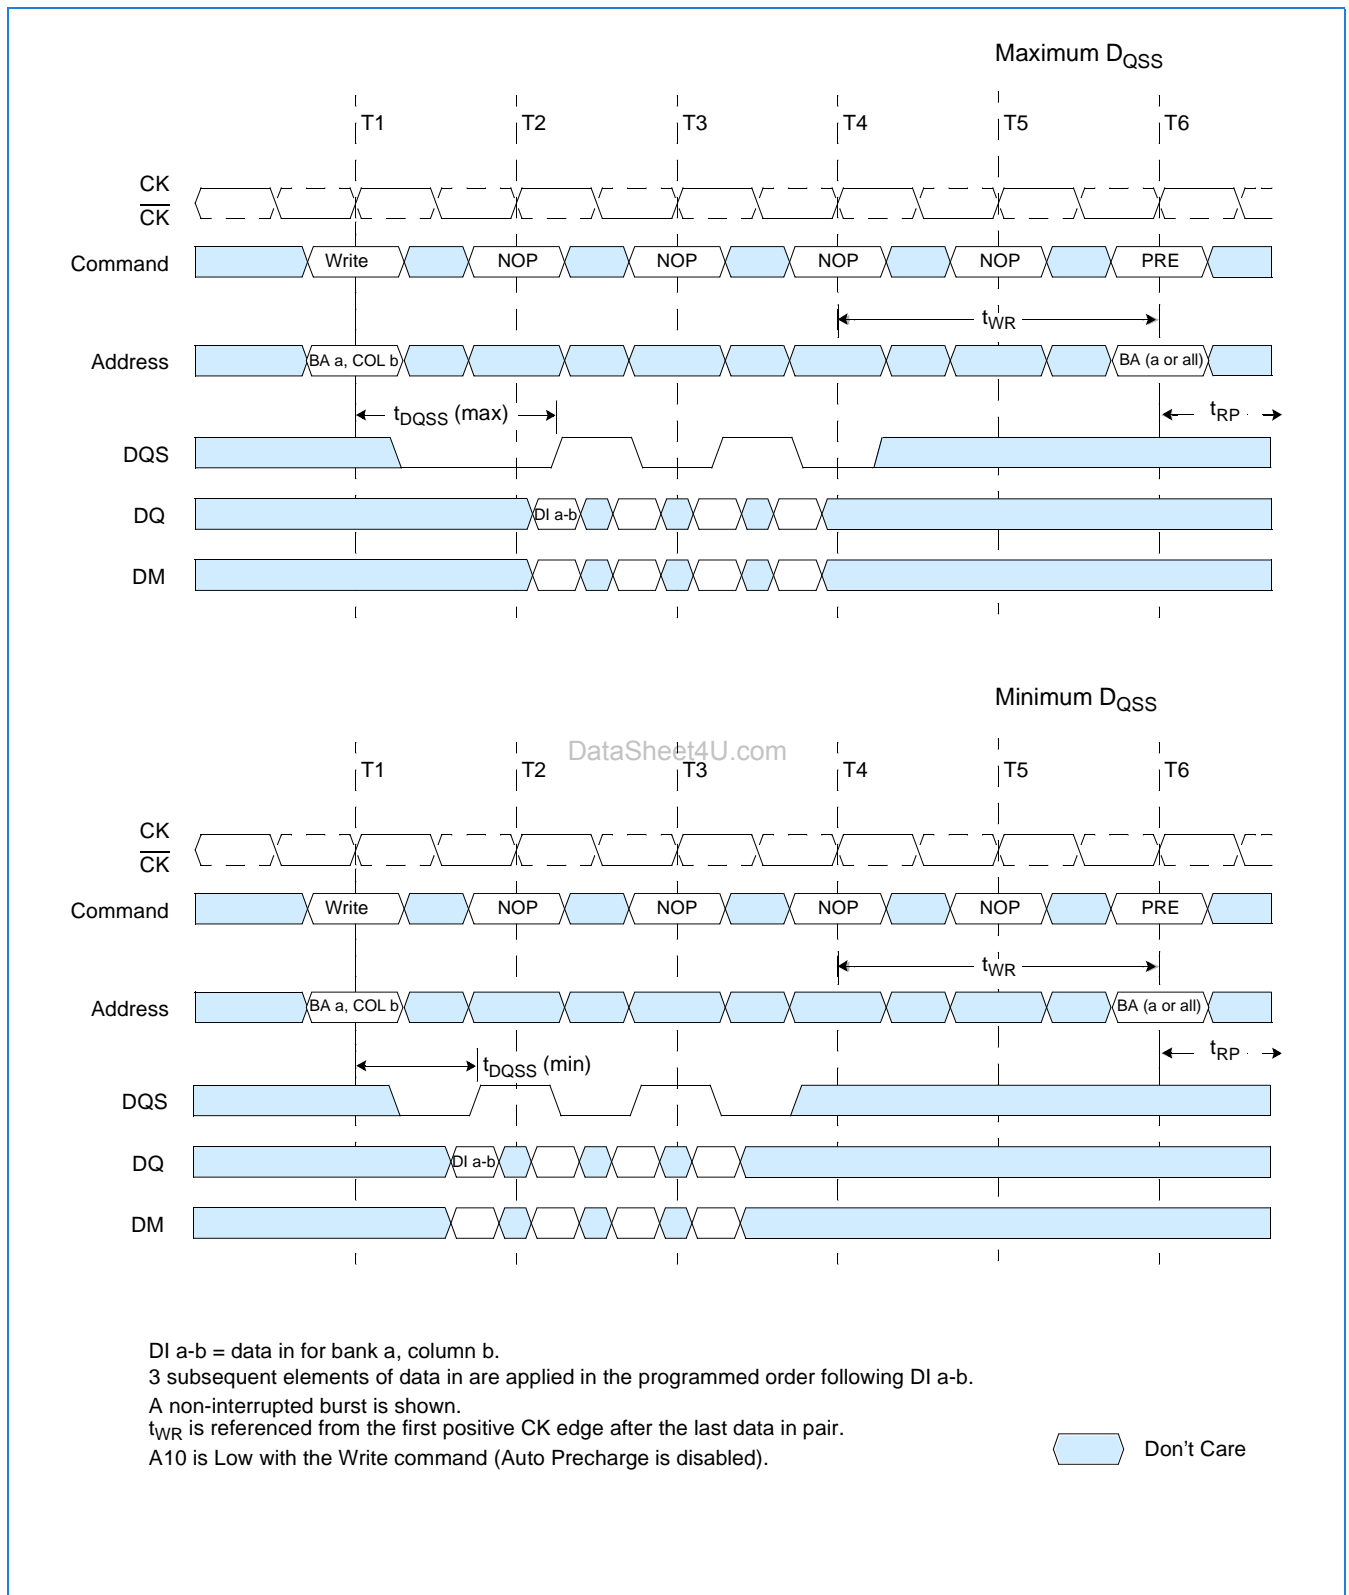 Maximum DQSS
T1 T2 T3 T4 T5 T6
CK
CK
Command Write NOP NOP NOP NOP PRE
tWR
Address BA a, COL b BA (a or all)
tDQSS (max) tRP
DQS
DQ DI a-b
DM
Minimum DQSS
DataSheet4U.com
T1 T2 T3 T4 T5 T6
CK
CK
Command Write NOP NOP NOP NOP PRE
tWR
Address BA a, COL b BA (a or all)
tDQSS (min) tRP
DQS
DQ DI a-b
DM
DI a-b = data in for bank a, column b.
3 subsequent elements of data in are applied in the programmed order following DI a-b.
A non-interrupted burst is shown.
tWR is referenced from the first positive CK edge after the last data in pair.
A10 is Low with the Write command (Auto Precharge is disabled).
Don't Care